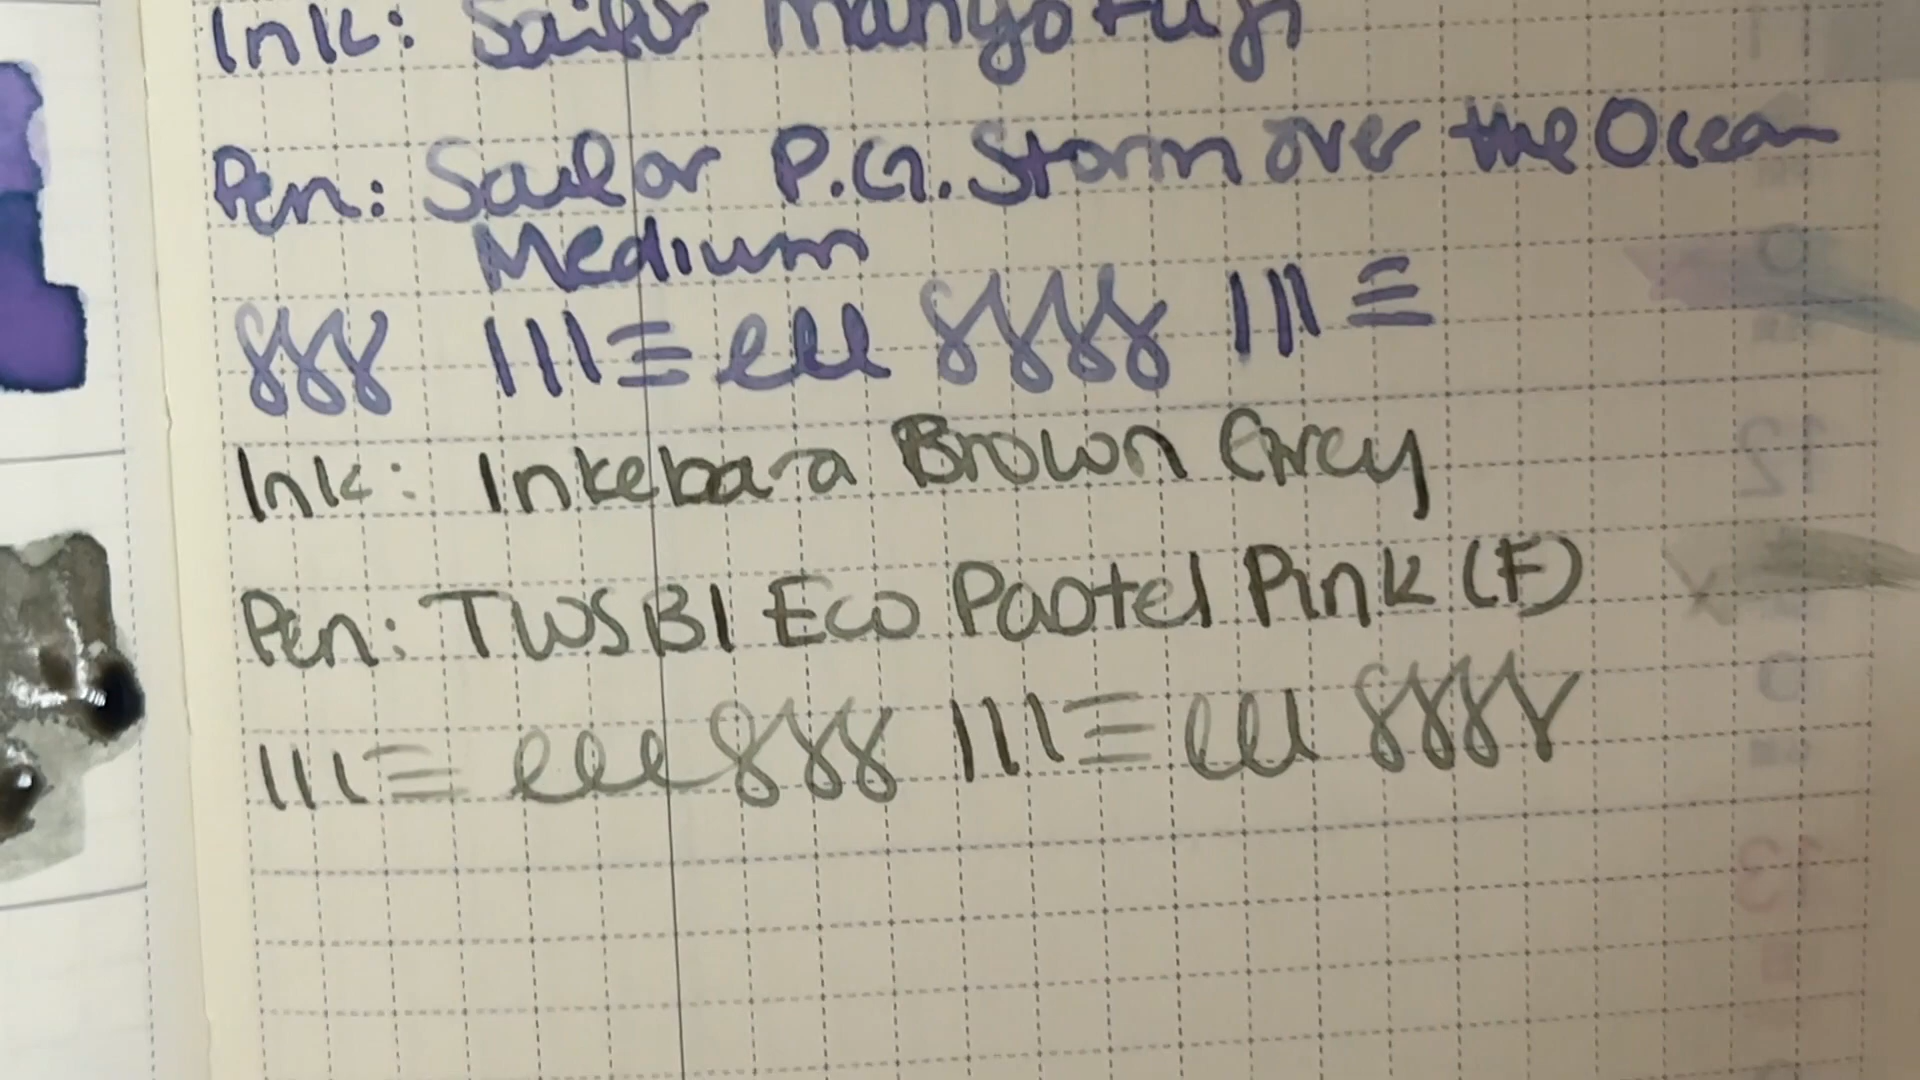 Ink: Sailor Manyo Fuji
Pen: Sailor P.G. Storm over the Ocean
Medium
Ink: Inkebara Brown Grey
Pen: TWSBI Eco Pastel Pink (F)